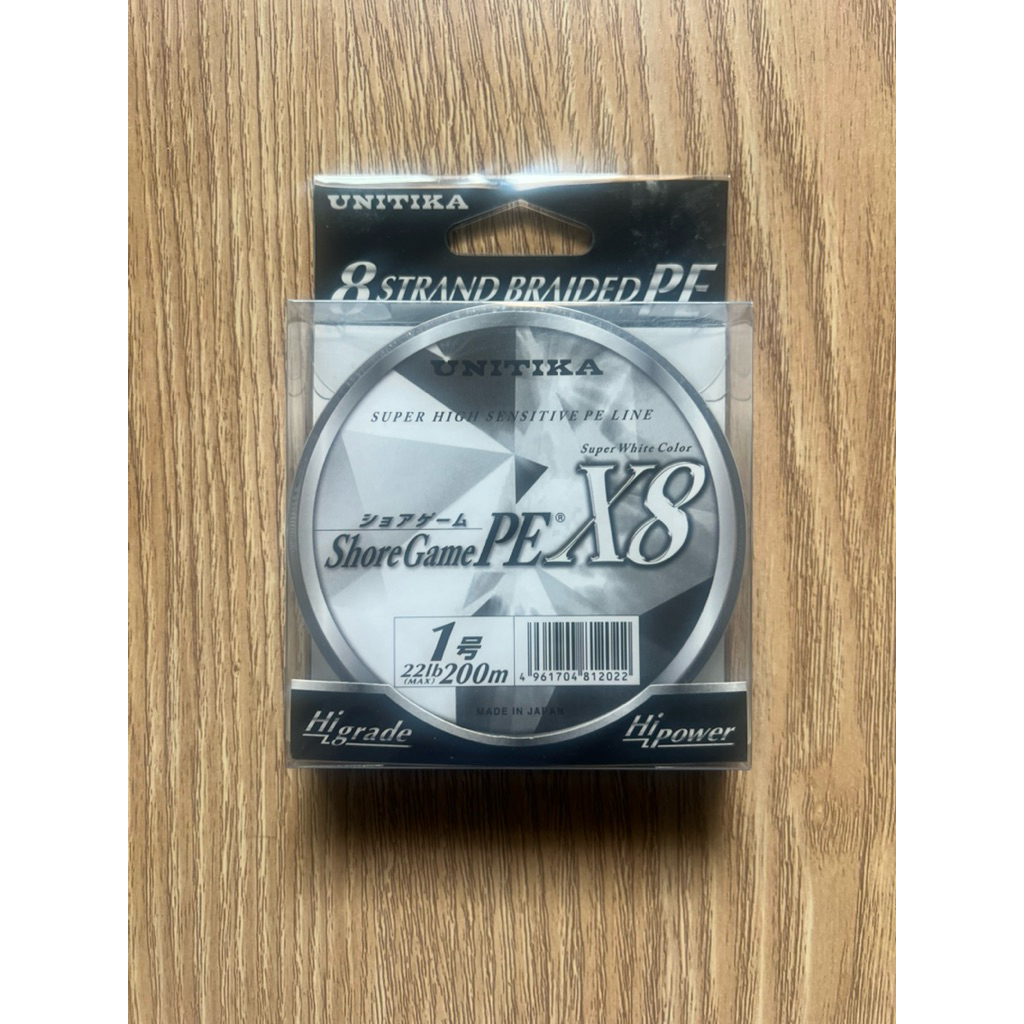 UNITIKA
8 STRAND BRAIDED PE
UNITIKA
SUPER HIGH SENSITIVE PE LINE
Super White Color
ショアゲーム
Shore Game PE® X8
1号
22lb(MAX) 200m
4 961704 812022
MADE IN JAPAN
Hi grade
Hi power